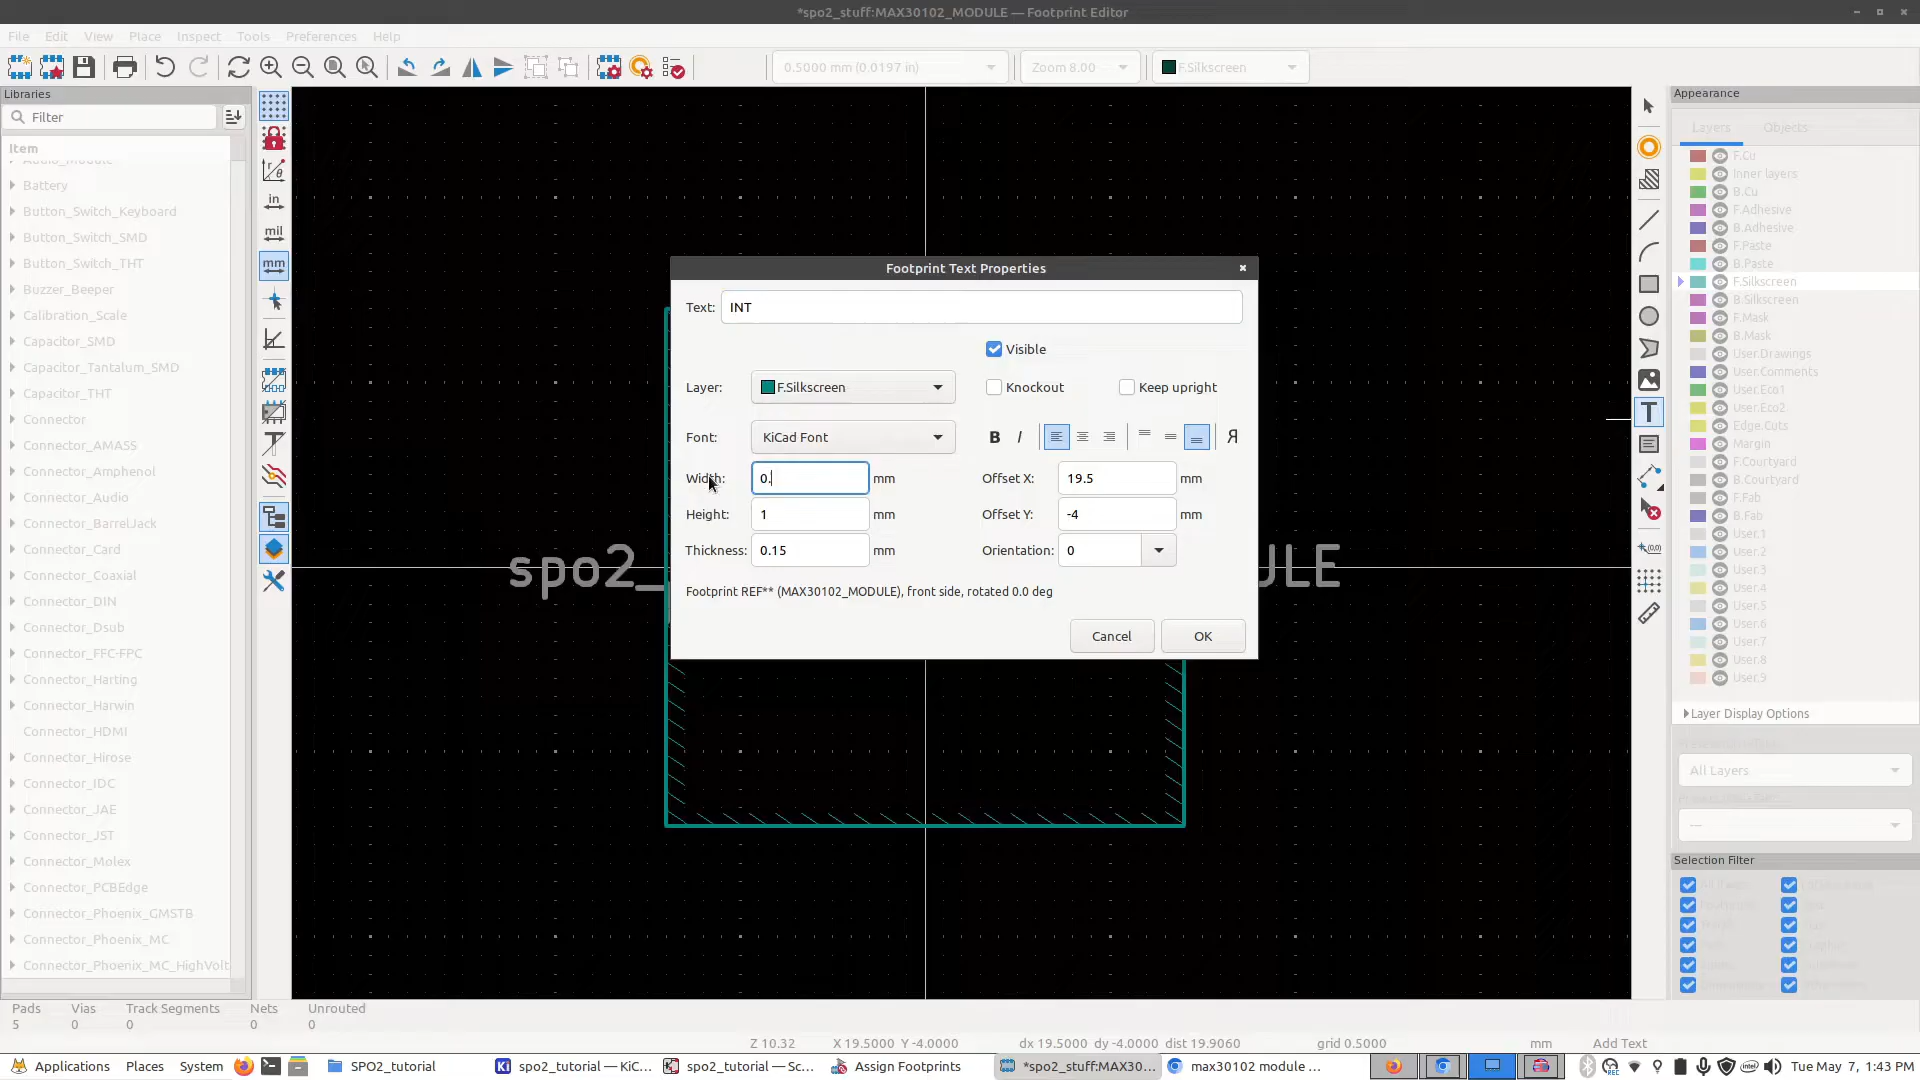 *spo2_stuff:MAX30102_MODULE — Footprint Editor
File Edit View Place Inspect Tools Preferences Help
0.5000 mm (0.0197 in)
Zoom 8.00
F.Silkscreen
Libraries
Filter
Item
Audio_Module
Battery
Button_Switch_Keyboard
Button_Switch_SMD
Button_Switch_THT
Buzzer_Beeper
Calibration_Scale
Capacitor_SMD
Capacitor_Tantalum_SMD
Capacitor_THT
Connector
Connector_AMASS
Connector_Amphenol
Connector_Audio
Connector_BarrelJack
Connector_Card
Connector_Coaxial
Connector_DIN
Connector_Dsub
Connector_FFC-FPC
Connector_Harting
Connector_Harwin
Connector_HDMI
Connector_Hirose
Connector_IDC
Connector_JAE
Connector_JST
Connector_Molex
Connector_PCBEdge
Connector_Phoenix_GMSTB
Connector_Phoenix_MC
Connector_Phoenix_MC_HighVolt
in
mil
mm
spo2_
ULE
Footprint Text Properties
Text: INT
Visible
Layer: F.Silkscreen
Knockout
Keep upright
Font: KiCad Font
B I
Width: 0. mm
Offset X: 19.5 mm
Height: 1 mm
Offset Y: -4 mm
Thickness: 0.15 mm
Orientation: 0
Footprint REF** (MAX30102_MODULE), front side, rotated 0.0 deg
Cancel
OK
Appearance
Layers Objects
F.Cu
Inner layers
B.Cu
F.Adhesive
B.Adhesive
F.Paste
B.Paste
F.Silkscreen
B.Silkscreen
F.Mask
B.Mask
User.Drawings
User.Comments
User.Eco1
User.Eco2
Edge.Cuts
Margin
F.Courtyard
B.Courtyard
F.Fab
B.Fab
User.1
User.2
User.3
User.4
User.5
User.6
User.7
User.8
User.9
Layer Display Options
All Layers
Selection Filter
Pads Vias Track Segments Nets Unrouted
5 0 0 0 0
Z 10.32 X 19.5000 Y -4.0000 dx 19.5000 dy -4.0000 dist 19.9060 grid 0.5000 mm Add Text
Applications Places System SPO2_tutorial spo2_tutorial — KiC... spo2_tutorial — Sc... Assign Footprints *spo2_stuff:MAX30... max30102 module ... Tue May 7, 1:43 PM